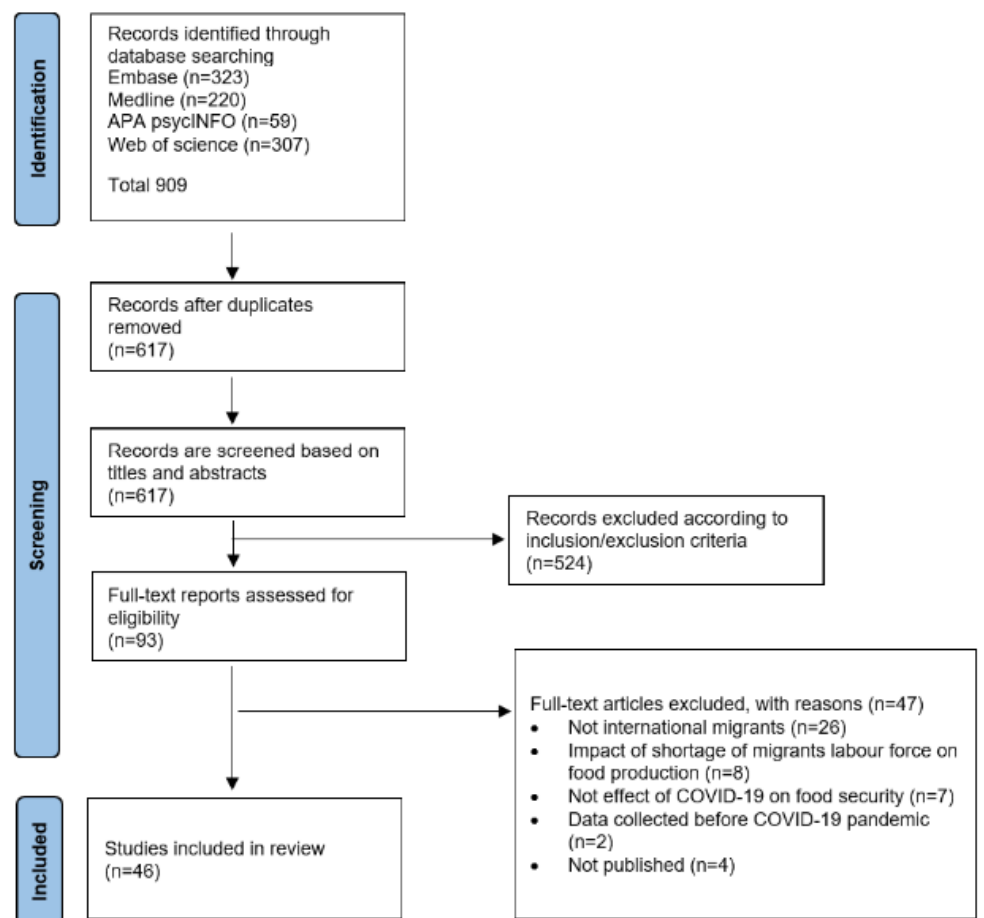 Identification
Records identified through
database searching
Embase (n=323)
Medline (n=220)
APA psycINFO (n=59)
Web of science (n=307)
Total 909
Screening
Records after duplicates
removed
(n=617)
Records are screened based on
titles and abstracts
(n=617)
Records excluded according to
inclusion/exclusion criteria
(n=524)
Full-text reports assessed for
eligibility
(n=93)
Full-text articles excluded, with reasons (n=47)
• Not international migrants (n=26)
• Impact of shortage of migrants labour force on
food production (n=8)
• Not effect of COVID-19 on food security (n=7)
• Data collected before COVID-19 pandemic
(n=2)
• Not published (n=4)
Included
Studies included in review
(n=46)